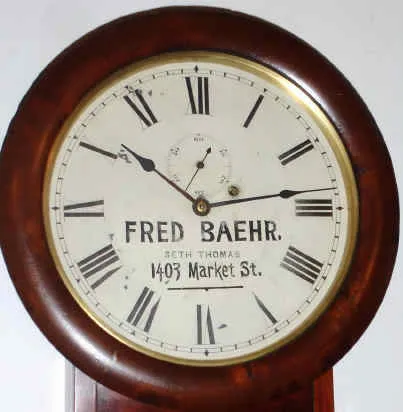 XII
I
II
III
IIII
V
VI
VII
VIII
IX
X
XI
FRED BAEHR.
SETH THOMAS
1403 Market St.